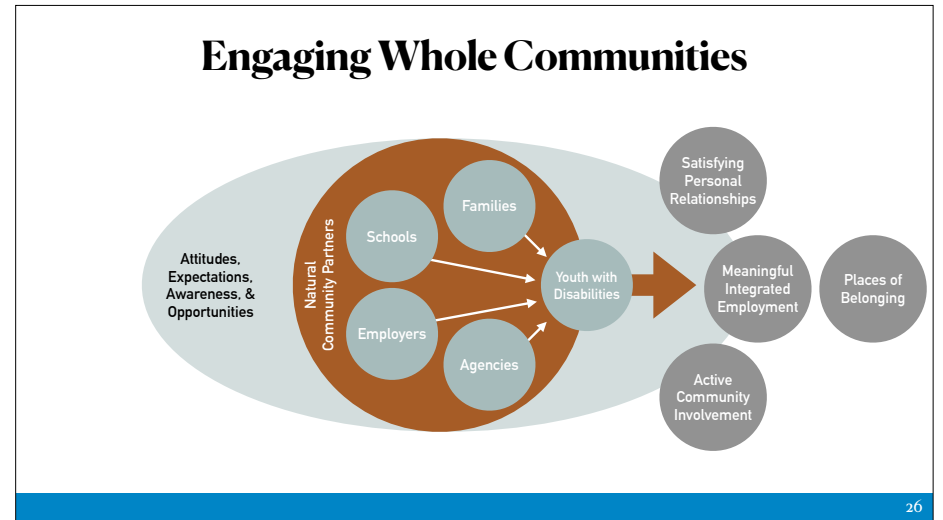 Engaging Whole Communities
Attitudes,
Expectations,
Awareness, &
Opportunities
Natural
Community Partners
Schools
Families
Employers
Agencies
Youth with
Disabilities
Satisfying
Personal
Relationships
Meaningful
Integrated
Employment
Places of
Belonging
Active
Community
Involvement
26